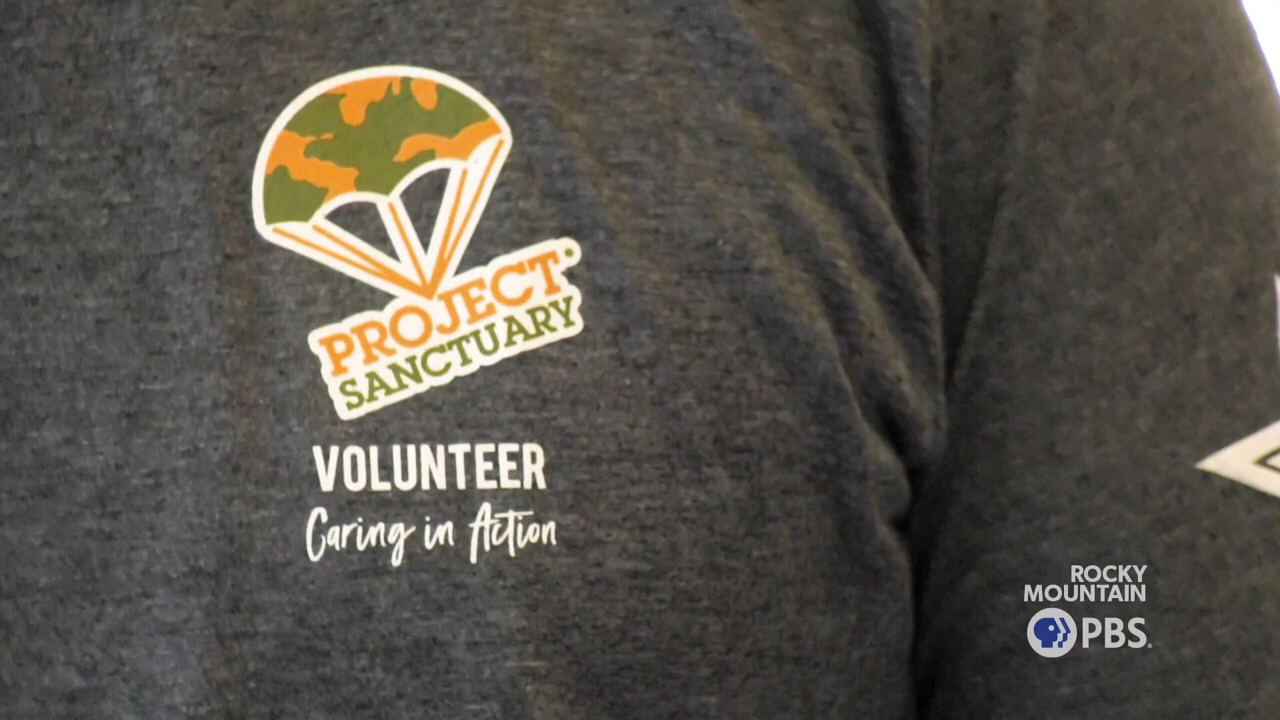 PROJECT
SANCTUARY
VOLUNTEER
Caring in Action
ROCKY
MOUNTAIN
PBS.